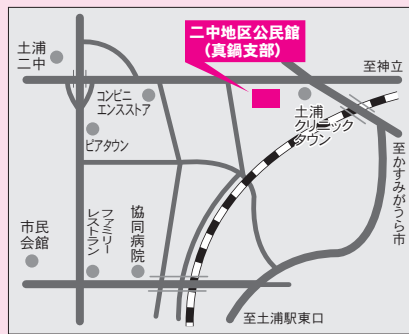 二中地区公民館
(真鍋支部)
土浦
二中
至神立
コンビニ
エンスストア
土浦
クリニック
タウン
ピアタウン
至かすみがうら市
市民
会館
ファミリー
レストラン
協同病院
至土浦駅東口